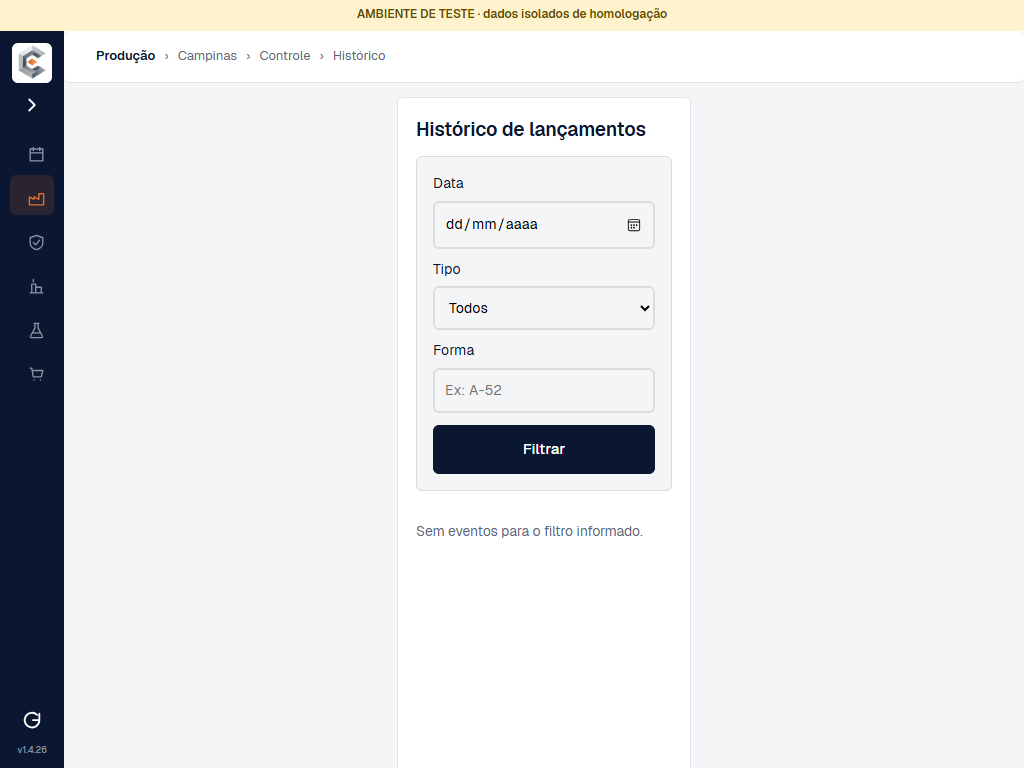 AMBIENTE DE TESTE · dados isolados de homologação
Produção › Campinas › Controle › Histórico
Histórico de lançamentos
Data
dd/mm/aaaa
Tipo
Todos
Forma
Ex: A-52
Filtrar
Sem eventos para o filtro informado.
v1.4.26